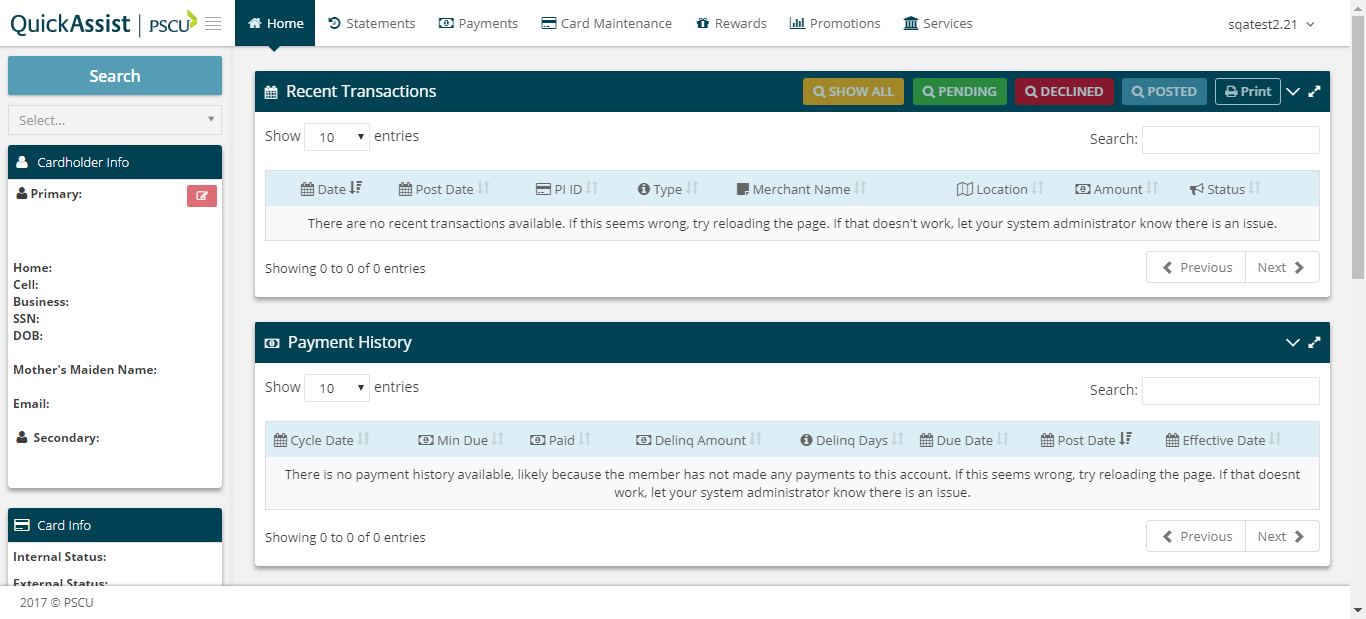 QuickAssist | PSCU
Home
Statements
Payments
Card Maintenance
Rewards
Promotions
Services
sqatest2.21
Search
Select...
Cardholder Info
Primary:
Home:
Cell:
Business:
SSN:
DOB:
Mother's Maiden Name:
Email:
Secondary:
Card Info
Internal Status:
External Status:
Recent Transactions
SHOW ALL
PENDING
DECLINED
POSTED
Print
Show 10 entries
Search:
Date Post Date PI ID Type Merchant Name Location Amount Status
There are no recent transactions available. If this seems wrong, try reloading the page. If that doesn't work, let your system administrator know there is an issue.
Showing 0 to 0 of 0 entries
Previous Next
Payment History
Show 10 entries
Search:
Cycle Date Min Due Paid Delinq Amount Delinq Days Due Date Post Date Effective Date
There is no payment history available, likely because the member has not made any payments to this account. If this seems wrong, try reloading the page. If that doesnt
work, let your system administrator know there is an issue.
Showing 0 to 0 of 0 entries
Previous Next
2017 © PSCU